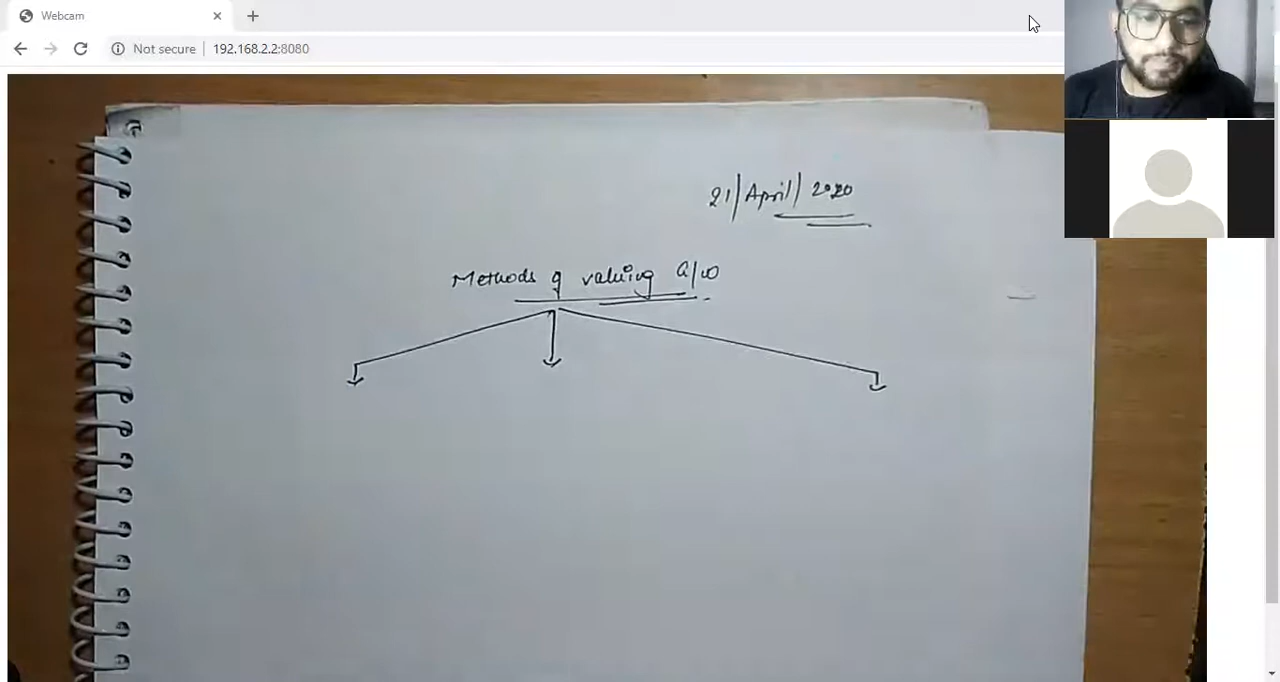 Webcam
Not secure
192.168.2.2:8080
21/April/2020
Methods of valuing G/W